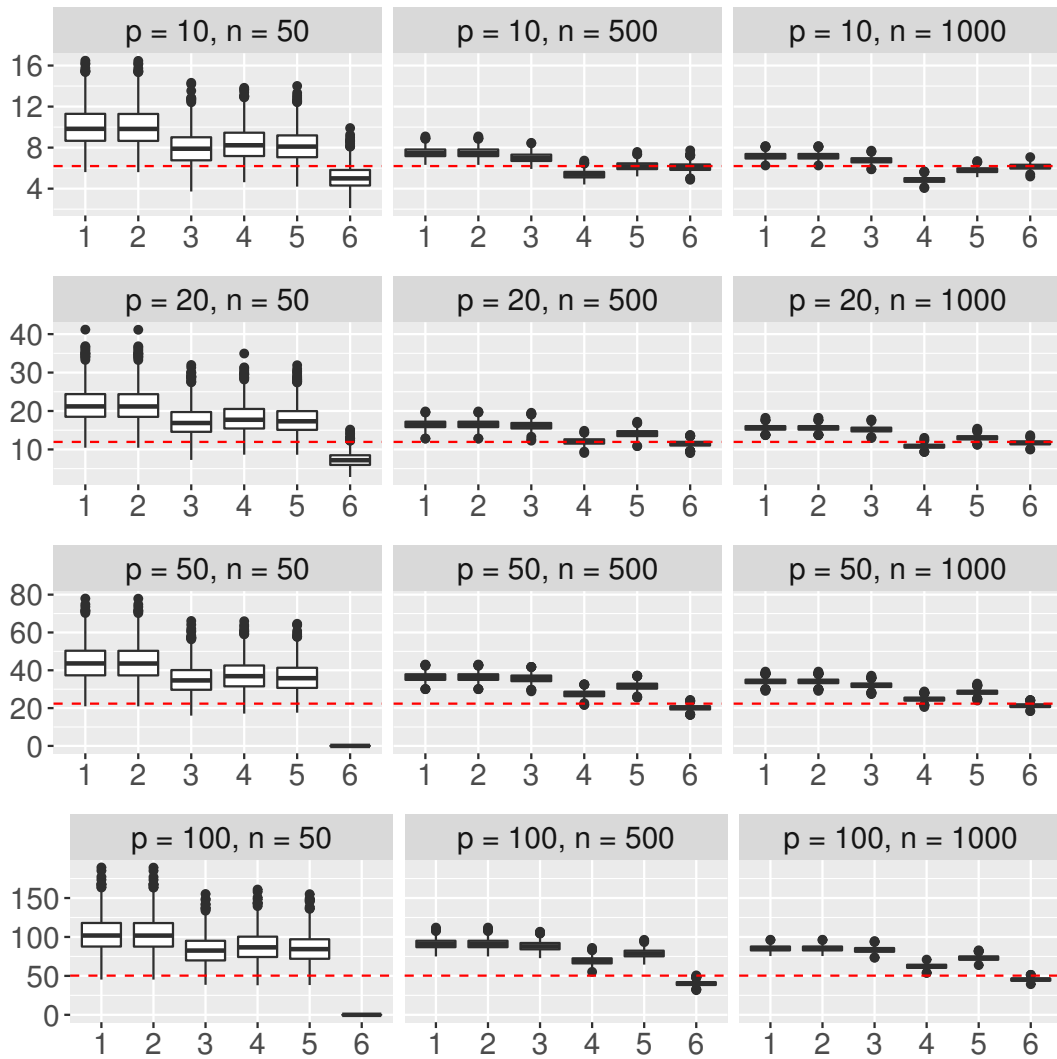 p = 10, n = 50 p = 10, n = 500 p = 10, n = 1000
16
12
8
4
1 2 3 4 5 6 1 2 3 4 5 6 1 2 3 4 5 6
p = 20, n = 50 p = 20, n = 500 p = 20, n = 1000
40
30
20
10
1 2 3 4 5 6 1 2 3 4 5 6 1 2 3 4 5 6
p = 50, n = 50 p = 50, n = 500 p = 50, n = 1000
80
60
40
20
0
1 2 3 4 5 6 1 2 3 4 5 6 1 2 3 4 5 6
p = 100, n = 50 p = 100, n = 500 p = 100, n = 1000
150
100
50
0
1 2 3 4 5 6 1 2 3 4 5 6 1 2 3 4 5 6